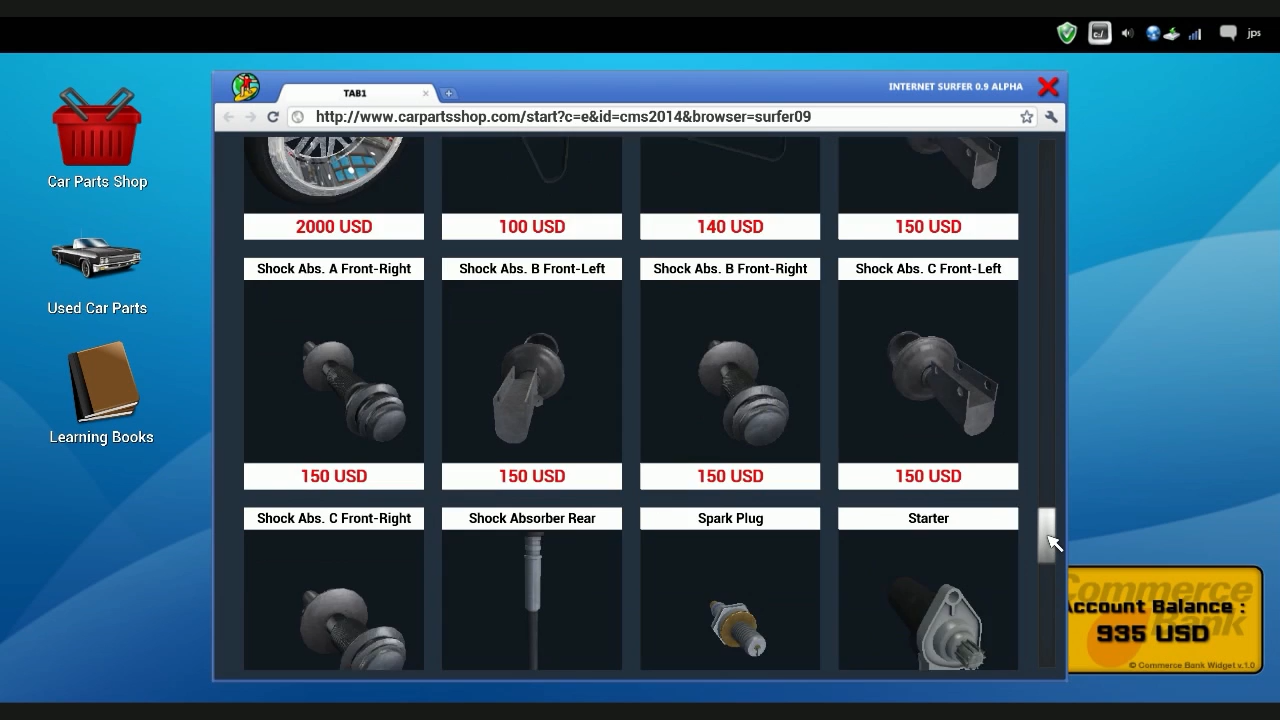 jps
TAB1
INTERNET SURFER 0.9 ALPHA
http://www.carpartsshop.com/start?c=e&id=cms2014&browser=surfer09
Car Parts Shop
Used Car Parts
Learning Books
2000 USD
100 USD
140 USD
150 USD
Shock Abs. A Front-Right
Shock Abs. B Front-Left
Shock Abs. B Front-Right
Shock Abs. C Front-Left
150 USD
150 USD
150 USD
150 USD
Shock Abs. C Front-Right
Shock Absorber Rear
Spark Plug
Starter
Commerce
Bank
Account Balance :
935 USD
© Commerce Bank Widget v.1.0